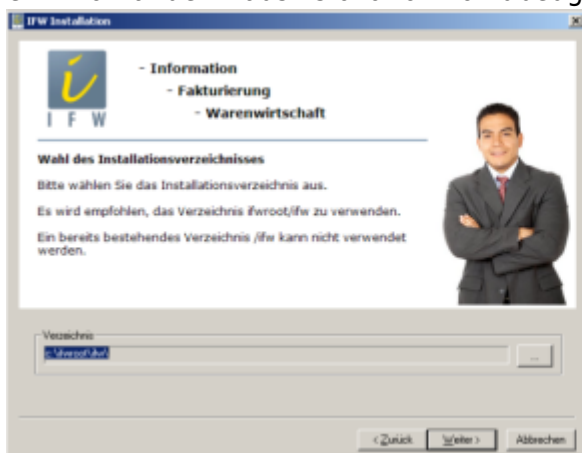 IFW Installation
i
I F W
- Information
- Fakturierung
- Warenwirtschaft
Wahl des Installationsverzeichnisses
Bitte wählen Sie das Installationsverzeichnis aus.
Es wird empfohlen, das Verzeichnis ifwroot/ifw zu verwenden.
Ein bereits bestehendes Verzeichnis /ifw kann nicht verwendet
werden.
Verzeichnis
c:\ifwroot\ifw\
...
< Zurück Weiter > Abbrechen